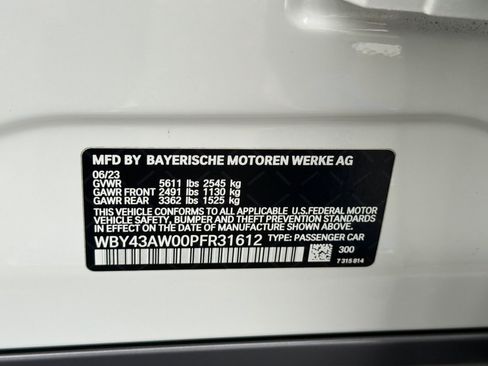 MFD. BY BAYERISCHE MOTOREN WERKE AG
06/23
GVWR 5611 lbs 2545 kg
GAWR FRONT 2491 lbs 1130 kg
GAWR REAR 3362 lbs 1525 kg
THIS VEHICLE CONFORMS TO ALL APPLICABLE U.S.FEDERAL MOTOR
VEHICLE SAFETY, BUMPER AND THEFT PREVENTION STANDARDS
IN EFFECT ON THE DATE OF MANUFACTURE SHOWN ABOVE.
WBY43AW00PFR31612 TYPE: PASSENGER CAR
300
7 315 814